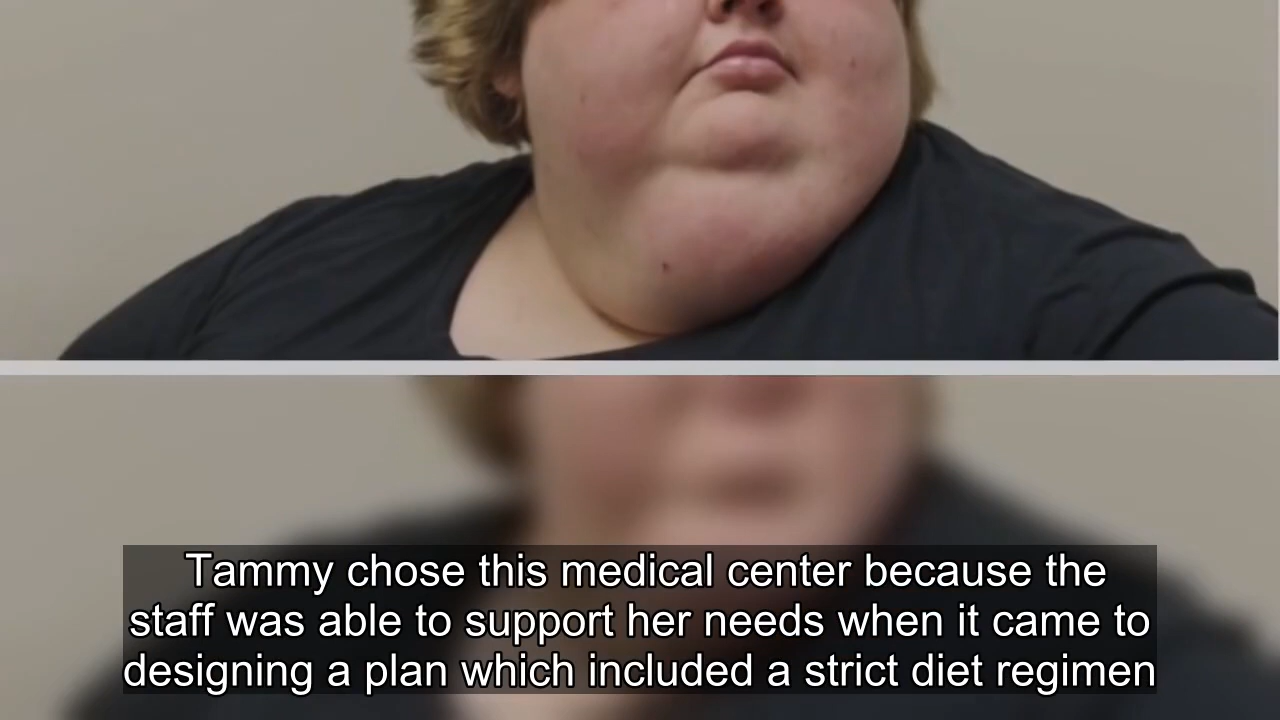 Tammy chose this medical center because the
staff was able to support her needs when it came to
designing a plan which included a strict diet regimen